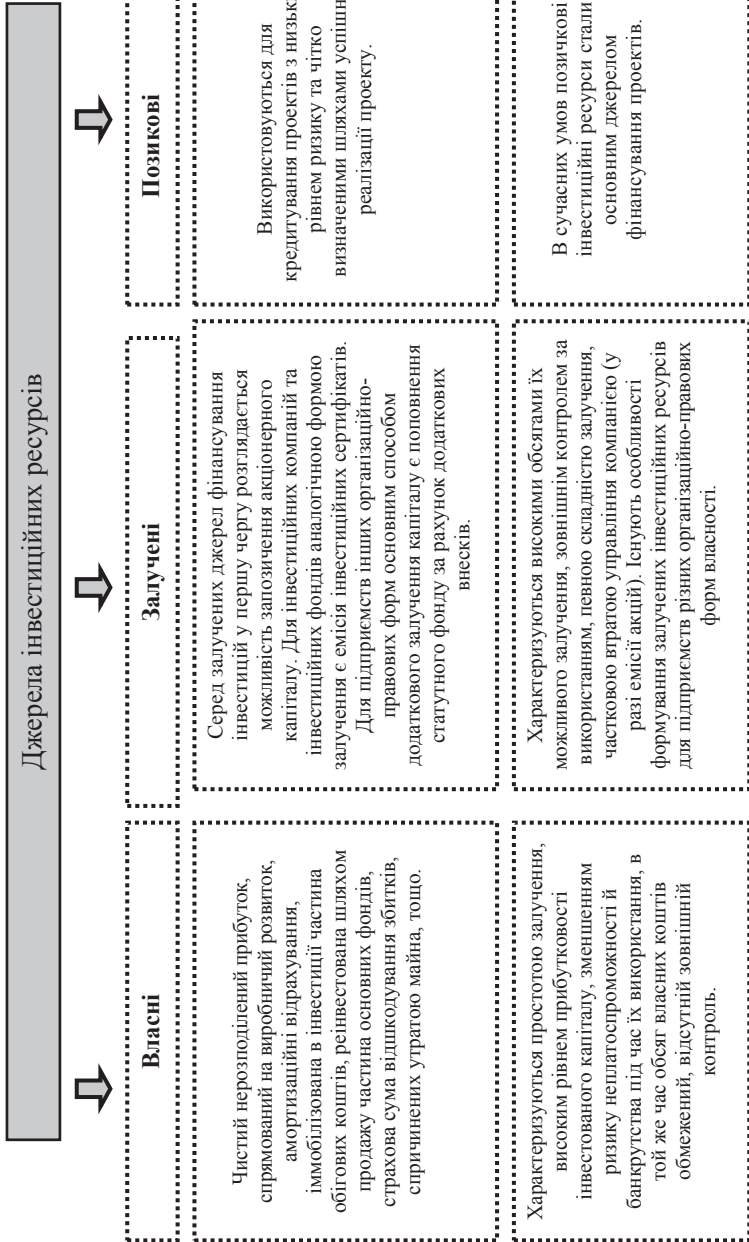 Джерела інвестиційних ресурсів
Власні
Чистий нерозподілений прибуток,
спрямований на виробничий розвиток,
амортизаційні відрахування,
іммобілізована в інвестиції частина
обігових коштів, реінвестована шляхом
продажу частина основних фондів,
страхова сума відшкодування збитків,
спричинених утратою майна, тощо.
Характеризуються простотою залучення,
високим рівнем прибутковості
інвестованого капіталу, зменшенням
ризику неплатоспроможності й
банкрутства під час їх використання, в
той же час обсяг власних коштів
обмежений, відсутній зовнішній
контроль.
Залучені
Серед залучених джерел фінансування
інвестицій у першу чергу розглядається
можливість запозичення акціонерного
капіталу. Для інвестиційних компаній та
інвестиційних фондів аналогічною формою
залучення є емісія інвестиційних сертифікатів.
Для підприємств інших організаційно-
правових форм основним способом
додаткового залучення капіталу є поповнення
статутного фонду за рахунок додаткових
внесків.
Характеризуються високими обсягами їх
можливого залучення, зовнішнім контролем за
використанням, певною складністю залучення,
частковою втратою управління компанією (у
разі емісії акцій). Існують особливості
формування залучених інвестиційних ресурсів
для підприємств різних організаційно-правових
форм власності.
Позикові
Використовуються для
кредитування проектів з низьк
рівнем ризику та чітко
визначеними шляхами успішн
реалізації проекту.
В сучасних умов позичкові
інвестиційні ресурси стали
основним джерелом
фінансування проектів.